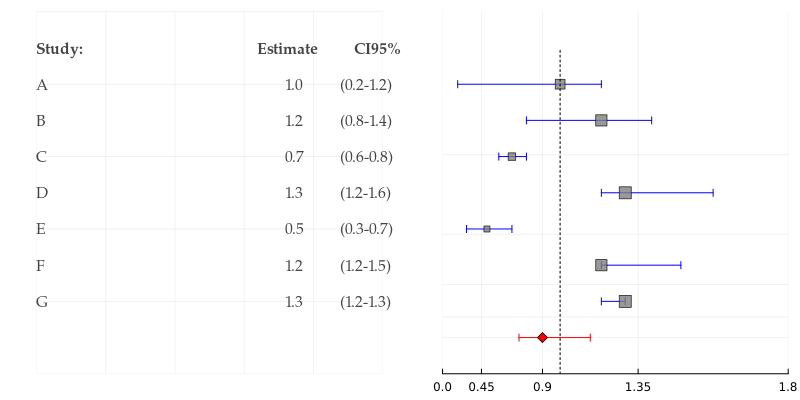 Study: Estimate CI95%
A 1.0 (0.2-1.2)
B 1.2 (0.8-1.4)
C 0.7 (0.6-0.8)
D 1.3 (1.2-1.6)
E 0.5 (0.3-0.7)
F 1.2 (1.2-1.5)
G 1.3 (1.2-1.3)
0.0 0.45 0.9 1.35 1.8